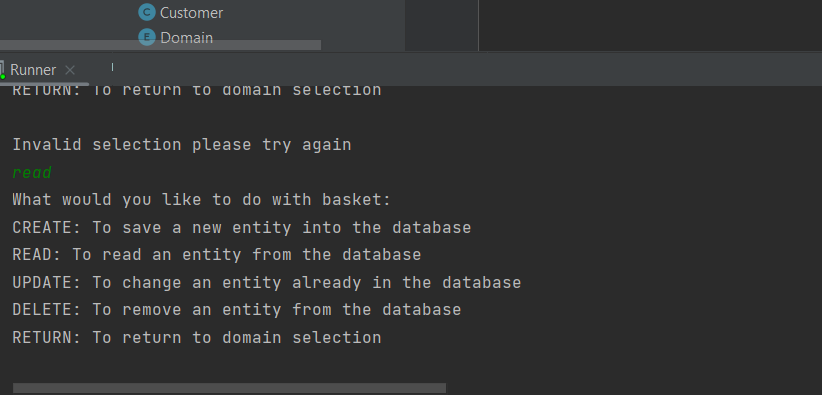 C Customer
E Domain
Runner
RETURN: To return to domain selection
Invalid selection please try again
read
What would you like to do with basket:
CREATE: To save a new entity into the database
READ: To read an entity from the database
UPDATE: To change an entity already in the database
DELETE: To remove an entity from the database
RETURN: To return to domain selection